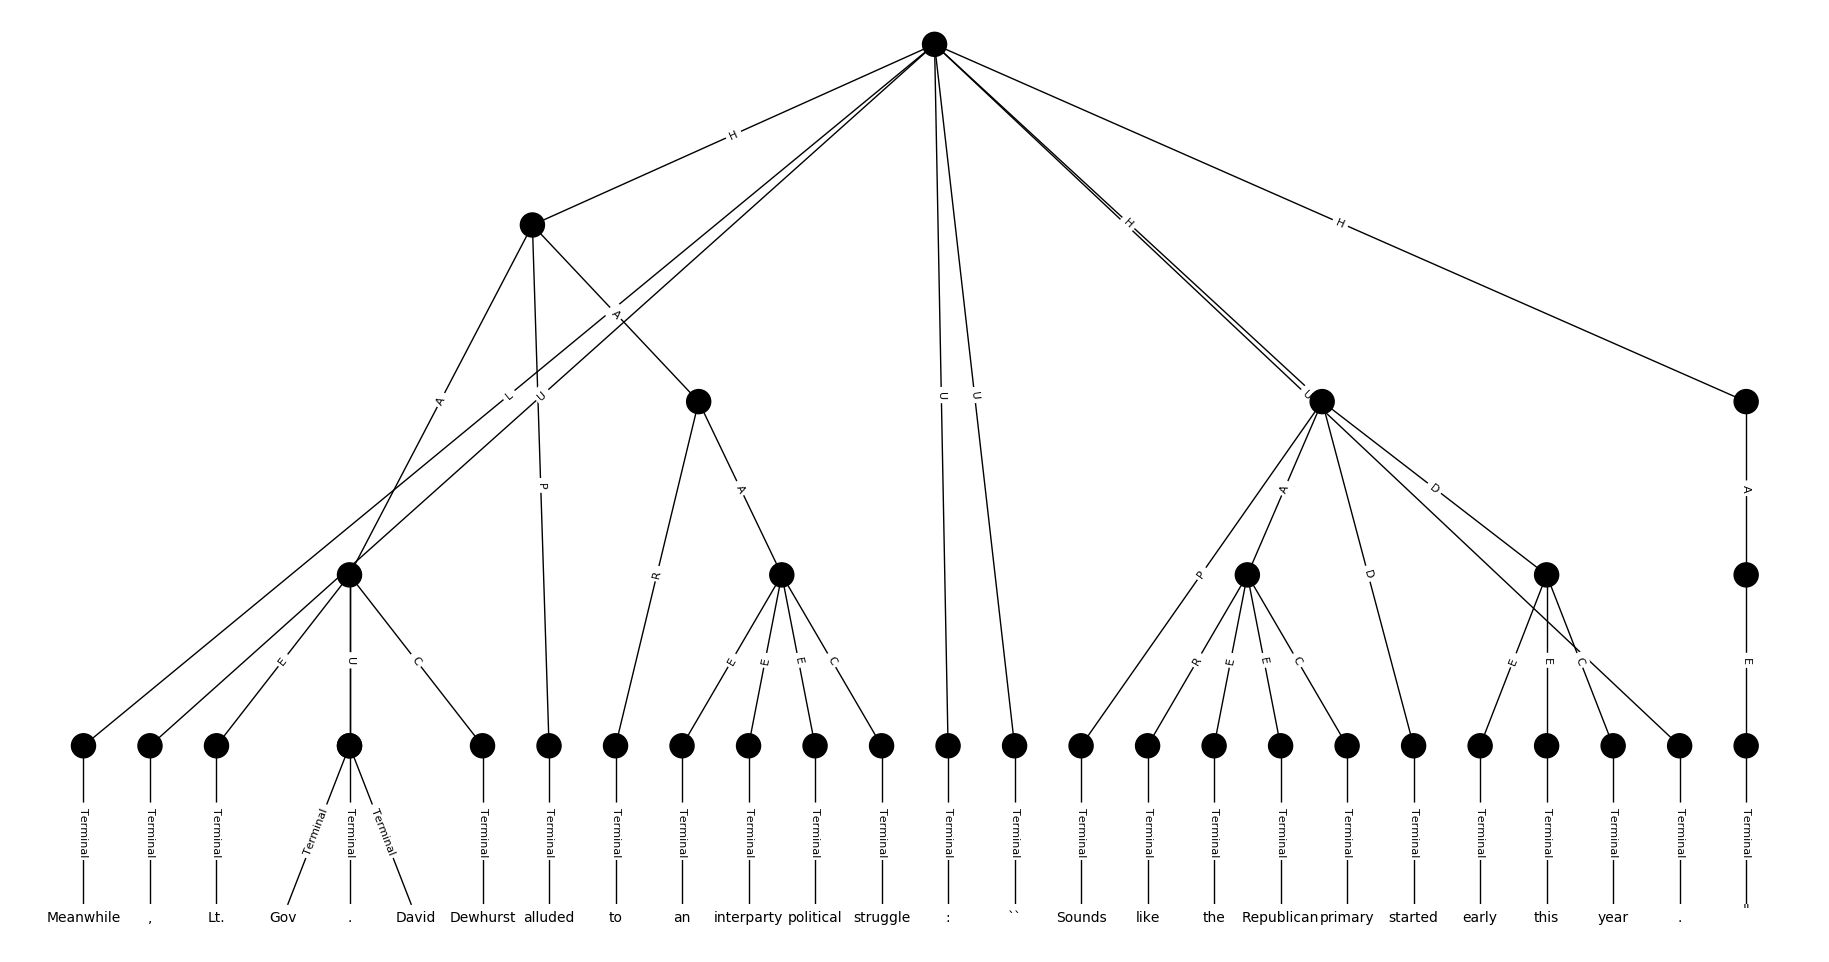 H
H
H
A
L
U
A
U
U
U
A
P
P
R
A
A
D
D
A
E
U
C
E
E
E
C
R
E
E
C
E
E
C
E
Terminal Terminal Terminal Terminal Terminal Terminal Terminal Terminal Terminal Terminal Terminal Terminal Terminal Terminal Terminal Terminal Terminal Terminal Terminal Terminal Terminal Terminal Terminal Terminal Terminal Terminal
Meanwhile , Lt. Gov . David Dewhurst alluded to an interparty political struggle : `` Sounds like the Republican primary started early this year . "